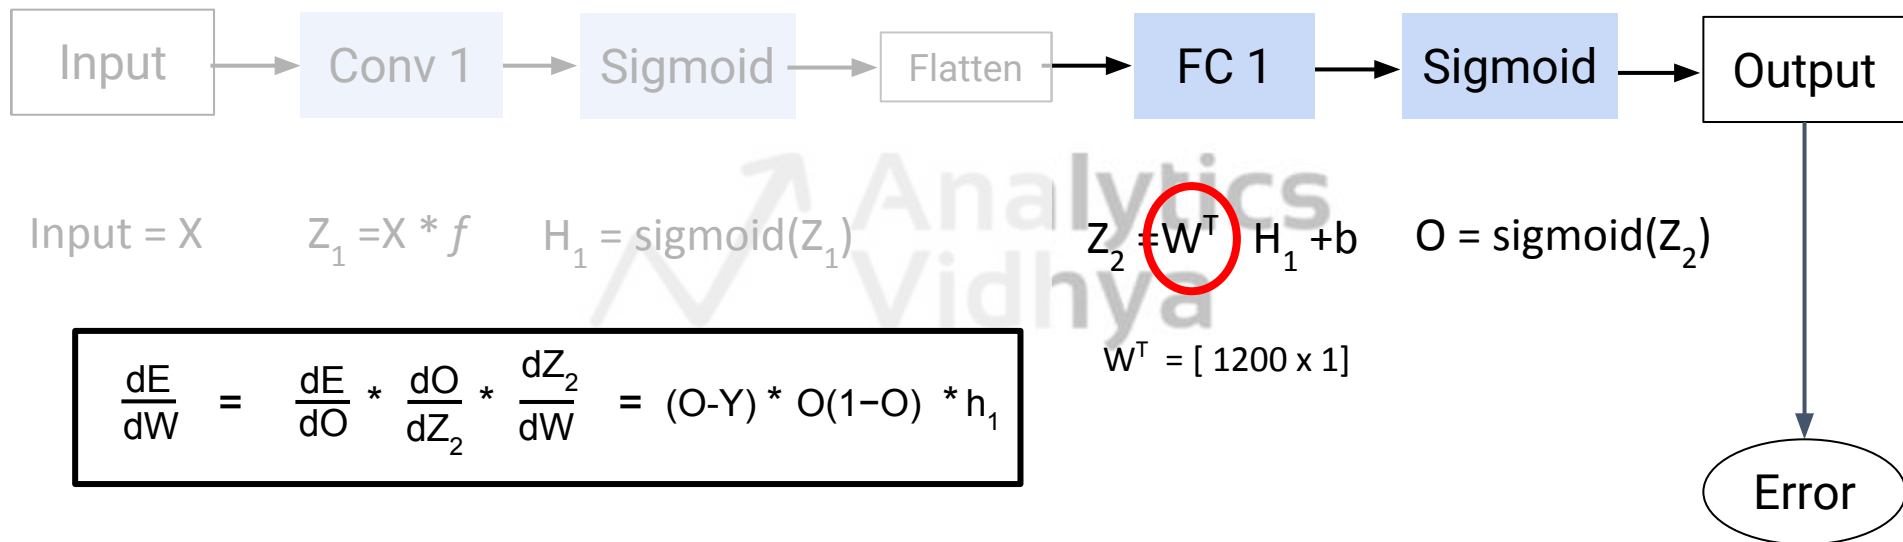 Input Conv 1 Sigmoid Flatten FC 1 Sigmoid Output
Analytics
Vidhya
Input = X Z₁ =X * f H₁ = sigmoid(Z₁) Z₂ =Wᵀ H₁ +b O = sigmoid(Z₂)
Wᵀ = [ 1200 x 1]
dE/dW = dE/dO * dO/dZ₂ * dZ₂/dW = (O-Y) * O(1−O) * h₁
Error